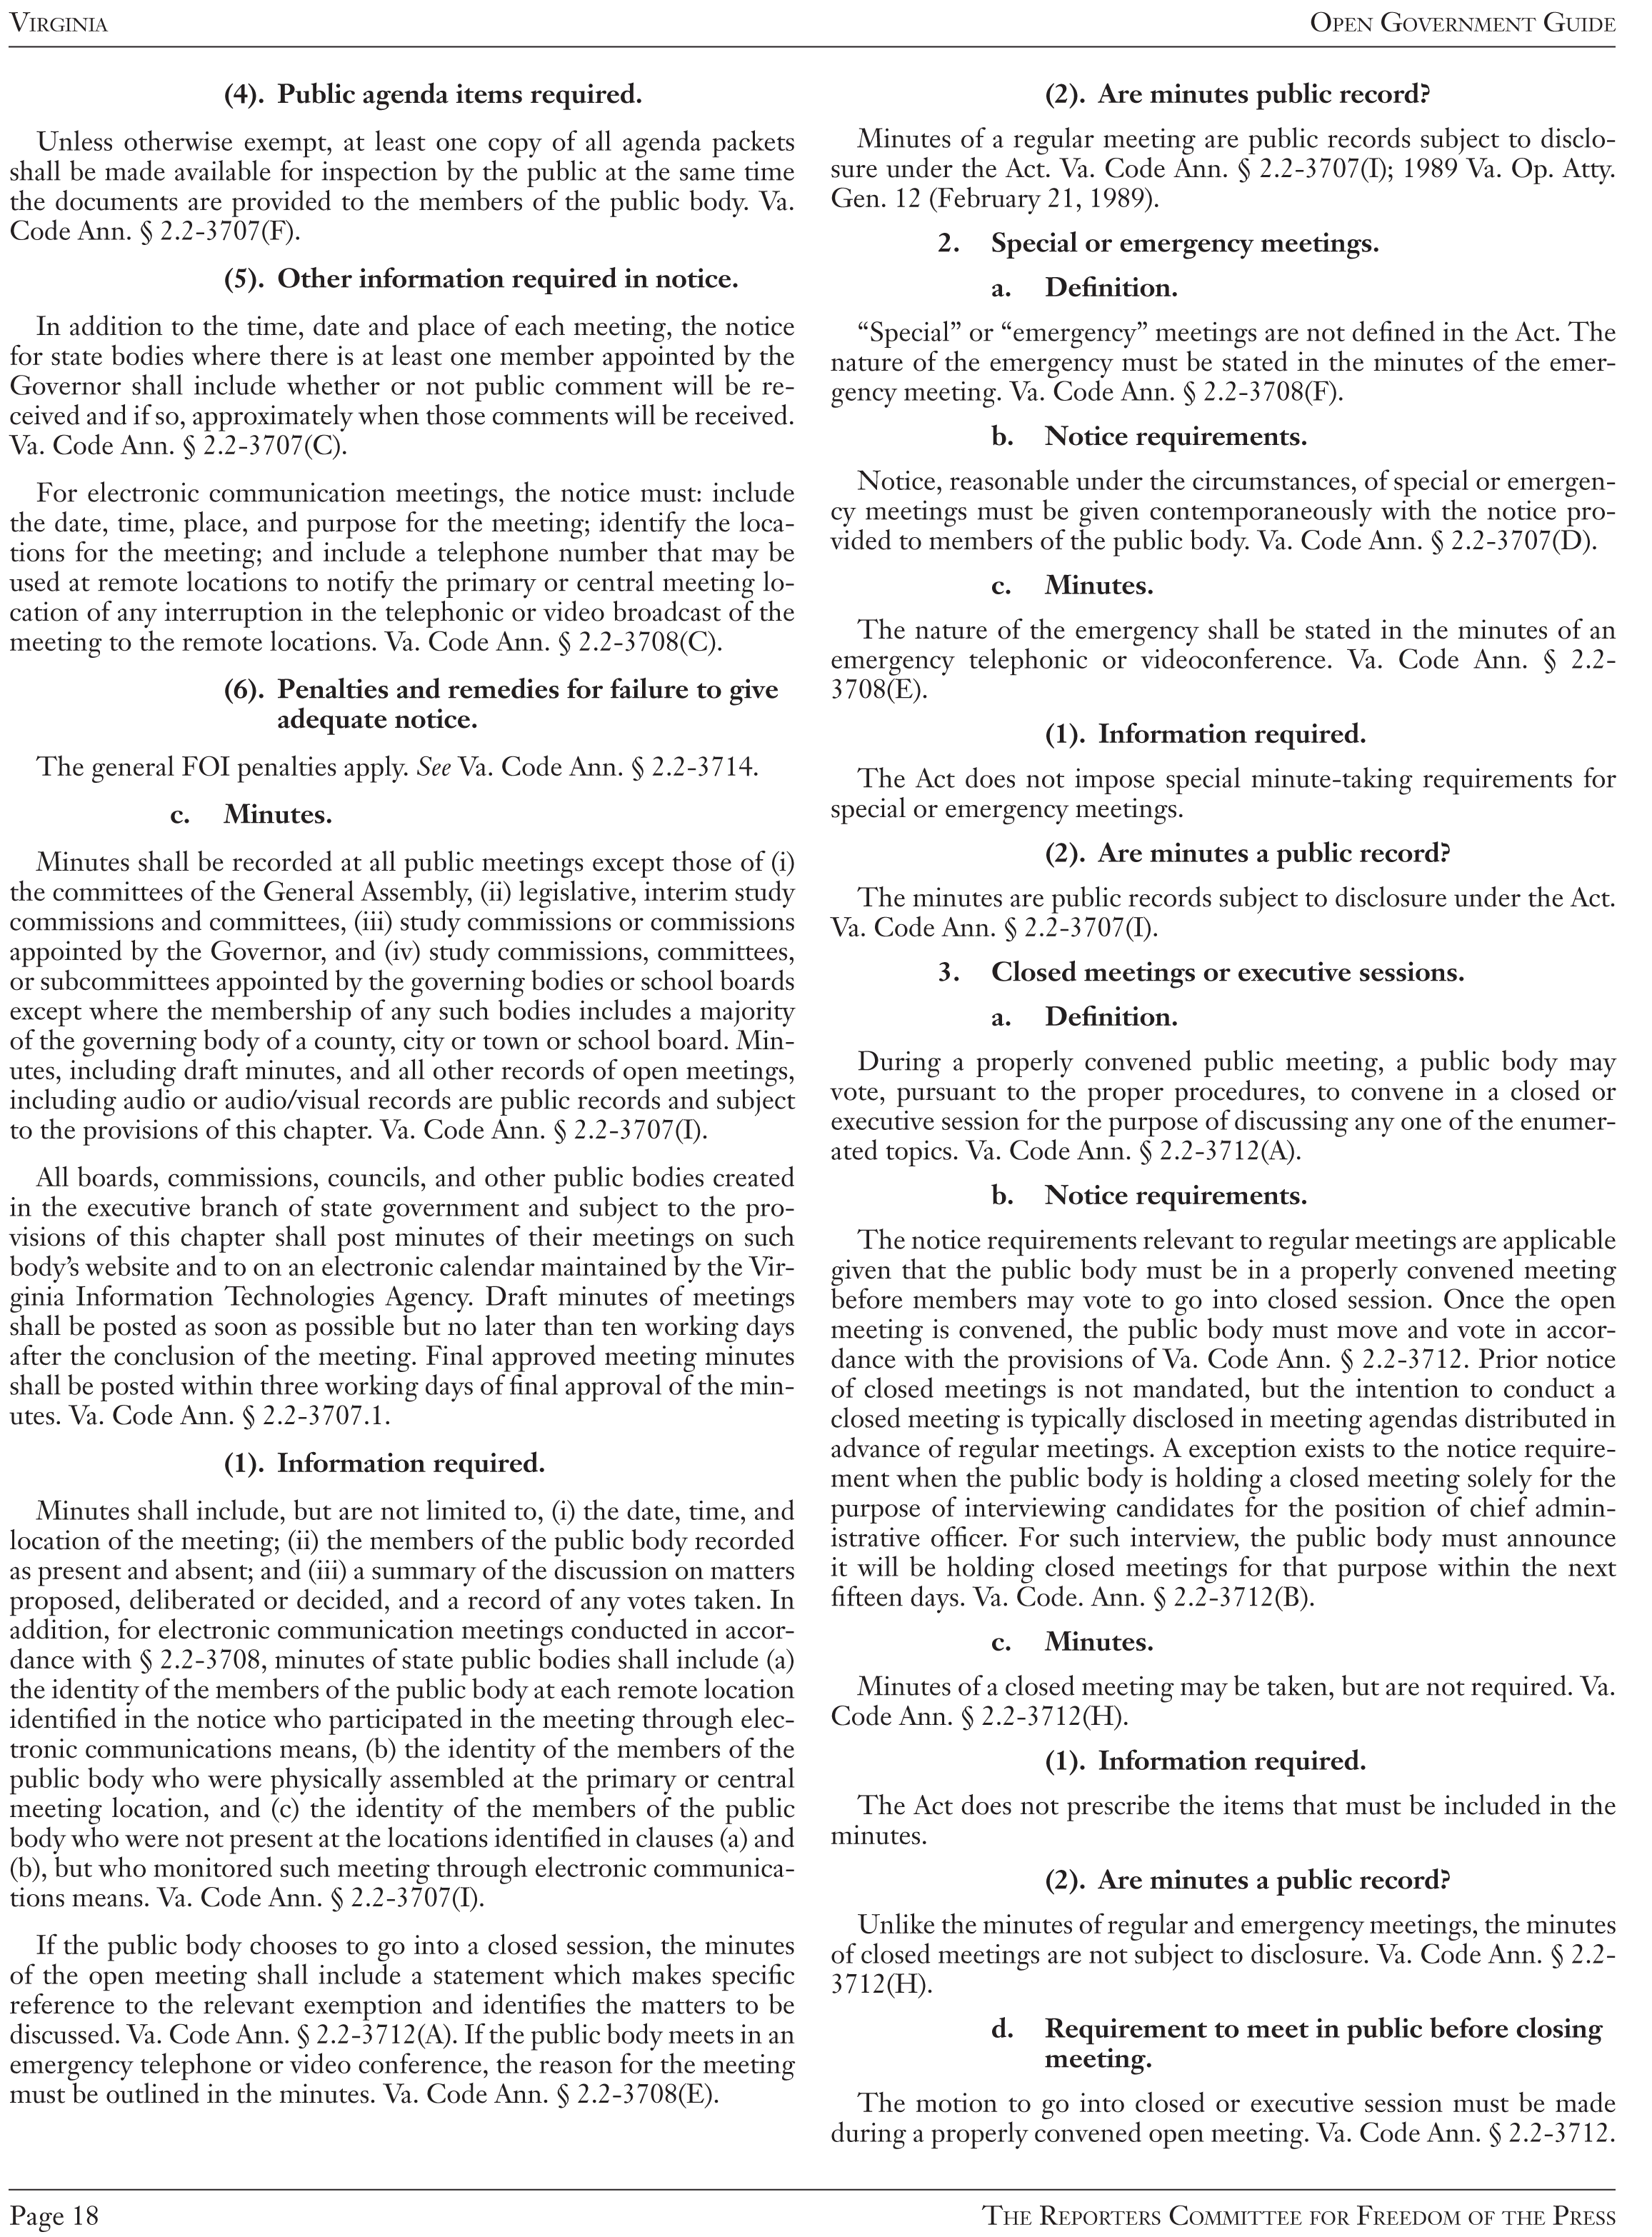 VIRGINIA
OPEN GOVERNMENT GUIDE
(4). Public agenda items required.
Unless otherwise exempt, at least one copy of all agenda packets
shall be made available for inspection by the public at the same time
the documents are provided to the members of the public body. Va.
Code Ann. § 2.2-3707(F).
(5). Other information required in notice.
In addition to the time, date and place of each meeting, the notice
for state bodies where there is at least one member appointed by the
Governor shall include whether or not public comment will be re-
ceived and if so, approximately when those comments will be received.
Va. Code Ann. § 2.2-3707(C).
For electronic communication meetings, the notice must: include
the date, time, place, and purpose for the meeting; identify the loca-
tions for the meeting; and include a telephone number that may be
used at remote locations to notify the primary or central meeting lo-
cation of any interruption in the telephonic or video broadcast of the
meeting to the remote locations. Va. Code Ann. § 2.2-3708(C).
(6). Penalties and remedies for failure to give
adequate notice.
The general FOI penalties apply. See Va. Code Ann. § 2.2-3714.
c. Minutes.
Minutes shall be recorded at all public meetings except those of (i)
the committees of the General Assembly, (ii) legislative, interim study
commissions and committees, (iii) study commissions or commissions
appointed by the Governor, and (iv) study commissions, committees,
or subcommittees appointed by the governing bodies or school boards
except where the membership of any such bodies includes a majority
of the governing body of a county, city or town or school board. Min-
utes, including draft minutes, and all other records of open meetings,
including audio or audio/visual records are public records and subject
to the provisions of this chapter. Va. Code Ann. § 2.2-3707(I).
All boards, commissions, councils, and other public bodies created
in the executive branch of state government and subject to the pro-
visions of this chapter shall post minutes of their meetings on such
body's website and to on an electronic calendar maintained by the Vir-
ginia Information Technologies Agency. Draft minutes of meetings
shall be posted as soon as possible but no later than ten working days
after the conclusion of the meeting. Final approved meeting minutes
shall be posted within three working days of final approval of the min-
utes. Va. Code Ann. § 2.2-3707.1.
(1). Information required.
Minutes shall include, but are not limited to, (i) the date, time, and
location of the meeting; (ii) the members of the public body recorded
as present and absent; and (iii) a summary of the discussion on matters
proposed, deliberated or decided, and a record of any votes taken. In
addition, for electronic communication meetings conducted in accor-
dance with § 2.2-3708, minutes of state public bodies shall include (a)
the identity of the members of the public body at each remote location
identified in the notice who participated in the meeting through elec-
tronic communications means, (b) the identity of the members of the
public body who were physically assembled at the primary or central
meeting location, and (c) the identity of the members of the public
body who were not present at the locations identified in clauses (a) and
(b), but who monitored such meeting through electronic communica-
tions means. Va. Code Ann. § 2.2-3707(I).
If the public body chooses to go into a closed session, the minutes
of the open meeting shall include a statement which makes specific
reference to the relevant exemption and identifies the matters to be
discussed. Va. Code Ann. § 2.2-3712(A). If the public body meets in an
emergency telephone or video conference, the reason for the meeting
must be outlined in the minutes. Va. Code Ann. § 2.2-3708(E).
(2). Are minutes public record?
Minutes of a regular meeting are public records subject to disclo-
sure under the Act. Va. Code Ann. § 2.2-3707(I); 1989 Va. Op. Atty.
Gen. 12 (February 21, 1989).
2. Special or emergency meetings.
a. Definition.
“Special” or “emergency” meetings are not defined in the Act. The
nature of the emergency must be stated in the minutes of the emer-
gency meeting. Va. Code Ann. § 2.2-3708(F).
b. Notice requirements.
Notice, reasonable under the circumstances, of special or emergen-
cy meetings must be given contemporaneously with the notice pro-
vided to members of the public body. Va. Code Ann. § 2.2-3707(D).
c. Minutes.
The nature of the emergency shall be stated in the minutes of an
emergency telephonic or videoconference. Va. Code Ann. § 2.2-
3708(E).
(1). Information required.
The Act does not impose special minute-taking requirements for
special or emergency meetings.
(2). Are minutes a public record?
The minutes are public records subject to disclosure under the Act.
Va. Code Ann. § 2.2-3707(I).
3. Closed meetings or executive sessions.
a. Definition.
During a properly convened public meeting, a public body may
vote, pursuant to the proper procedures, to convene in a closed or
executive session for the purpose of discussing any one of the enumer-
ated topics. Va. Code Ann. § 2.2-3712(A).
b. Notice requirements.
The notice requirements relevant to regular meetings are applicable
given that the public body must be in a properly convened meeting
before members may vote to go into closed session. Once the open
meeting is convened, the public body must move and vote in accor-
dance with the provisions of Va. Code Ann. § 2.2-3712. Prior notice
of closed meetings is not mandated, but the intention to conduct a
closed meeting is typically disclosed in meeting agendas distributed in
advance of regular meetings. A exception exists to the notice require-
ment when the public body is holding a closed meeting solely for the
purpose of interviewing candidates for the position of chief admin-
istrative officer. For such interview, the public body must announce
it will be holding closed meetings for that purpose within the next
fifteen days. Va. Code. Ann. § 2.2-3712(B).
c. Minutes.
Minutes of a closed meeting may be taken, but are not required. Va.
Code Ann. § 2.2-3712(H).
(1). Information required.
The Act does not prescribe the items that must be included in the
minutes.
(2). Are minutes a public record?
Unlike the minutes of regular and emergency meetings, the minutes
of closed meetings are not subject to disclosure. Va. Code Ann. § 2.2-
3712(H).
d. Requirement to meet in public before closing
meeting.
The motion to go into closed or executive session must be made
during a properly convened open meeting. Va. Code Ann. § 2.2-3712.
Page 18
THE REPORTERS COMMITTEE FOR FREEDOM OF THE PRESS